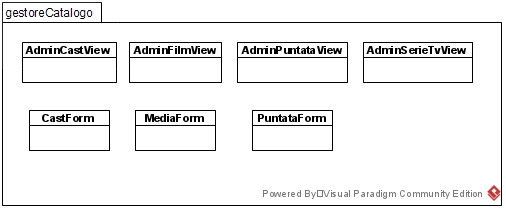 gestoreCatalogo
AdminCastView
AdminFilmView
AdminPuntataView
AdminSerieTvView
CastForm
MediaForm
PuntataForm
Powered By Visual Paradigm Community Edition